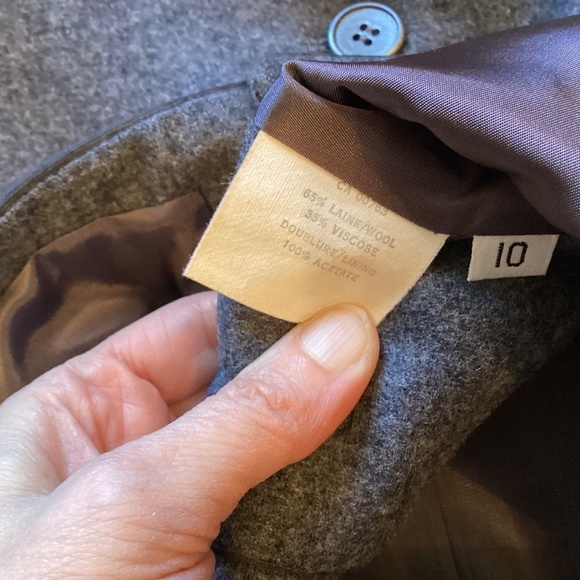 65% LAINE/WOOL
35% VISCOSE
DOUBLURE/LINING
100% ACETATE
10